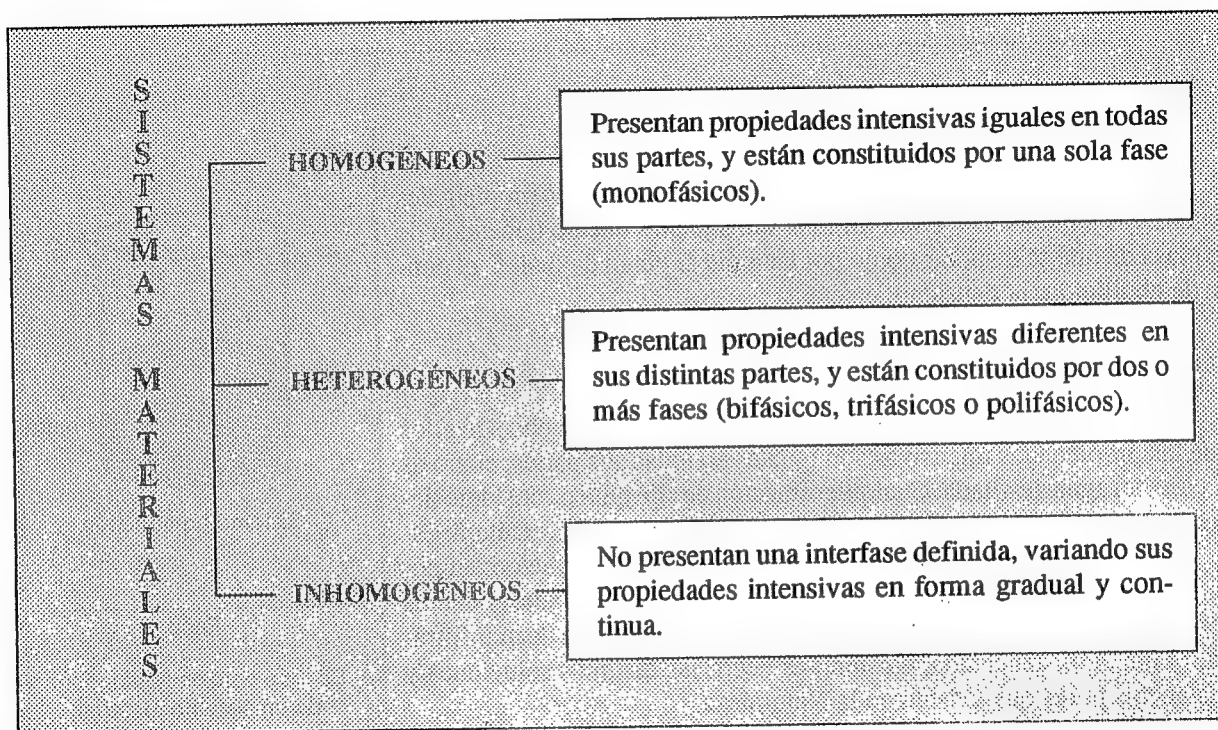 SISTEMAS MATERIALES
HOMOGÉNEOS
Presentan propiedades intensivas iguales en todas
sus partes, y están constituidos por una sola fase
(monofásicos).
HETEROGÉNEOS
Presentan propiedades intensivas diferentes en
sus distintas partes, y están constituidos por dos o
más fases (bifásicos, trifásicos o polifásicos).
INHOMOGÉNEOS
No presentan una interfase definida, variando sus
propiedades intensivas en forma gradual y con-
tinua.